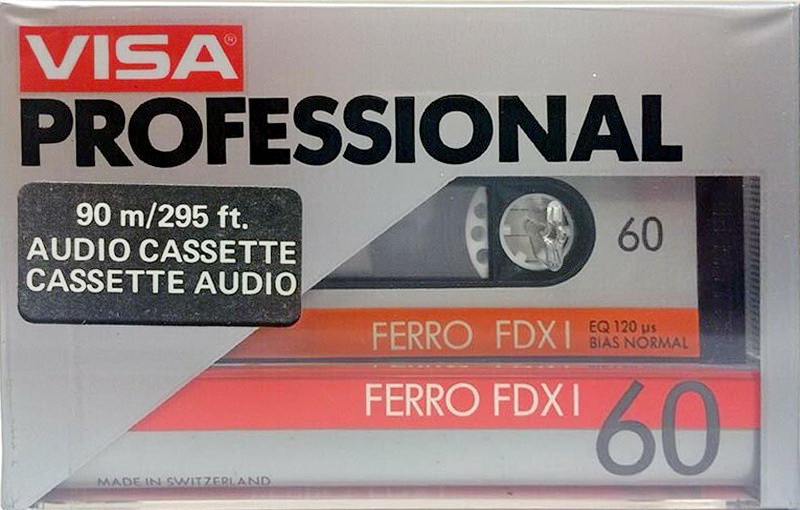 VISA®
PROFESSIONAL
90 m/295 ft.
AUDIO CASSETTE
CASSETTE AUDIO
60
FERRO FDX I
EQ 120 µs
BIAS NORMAL
FERRO FDX I
60
MADE IN SWITZERLAND